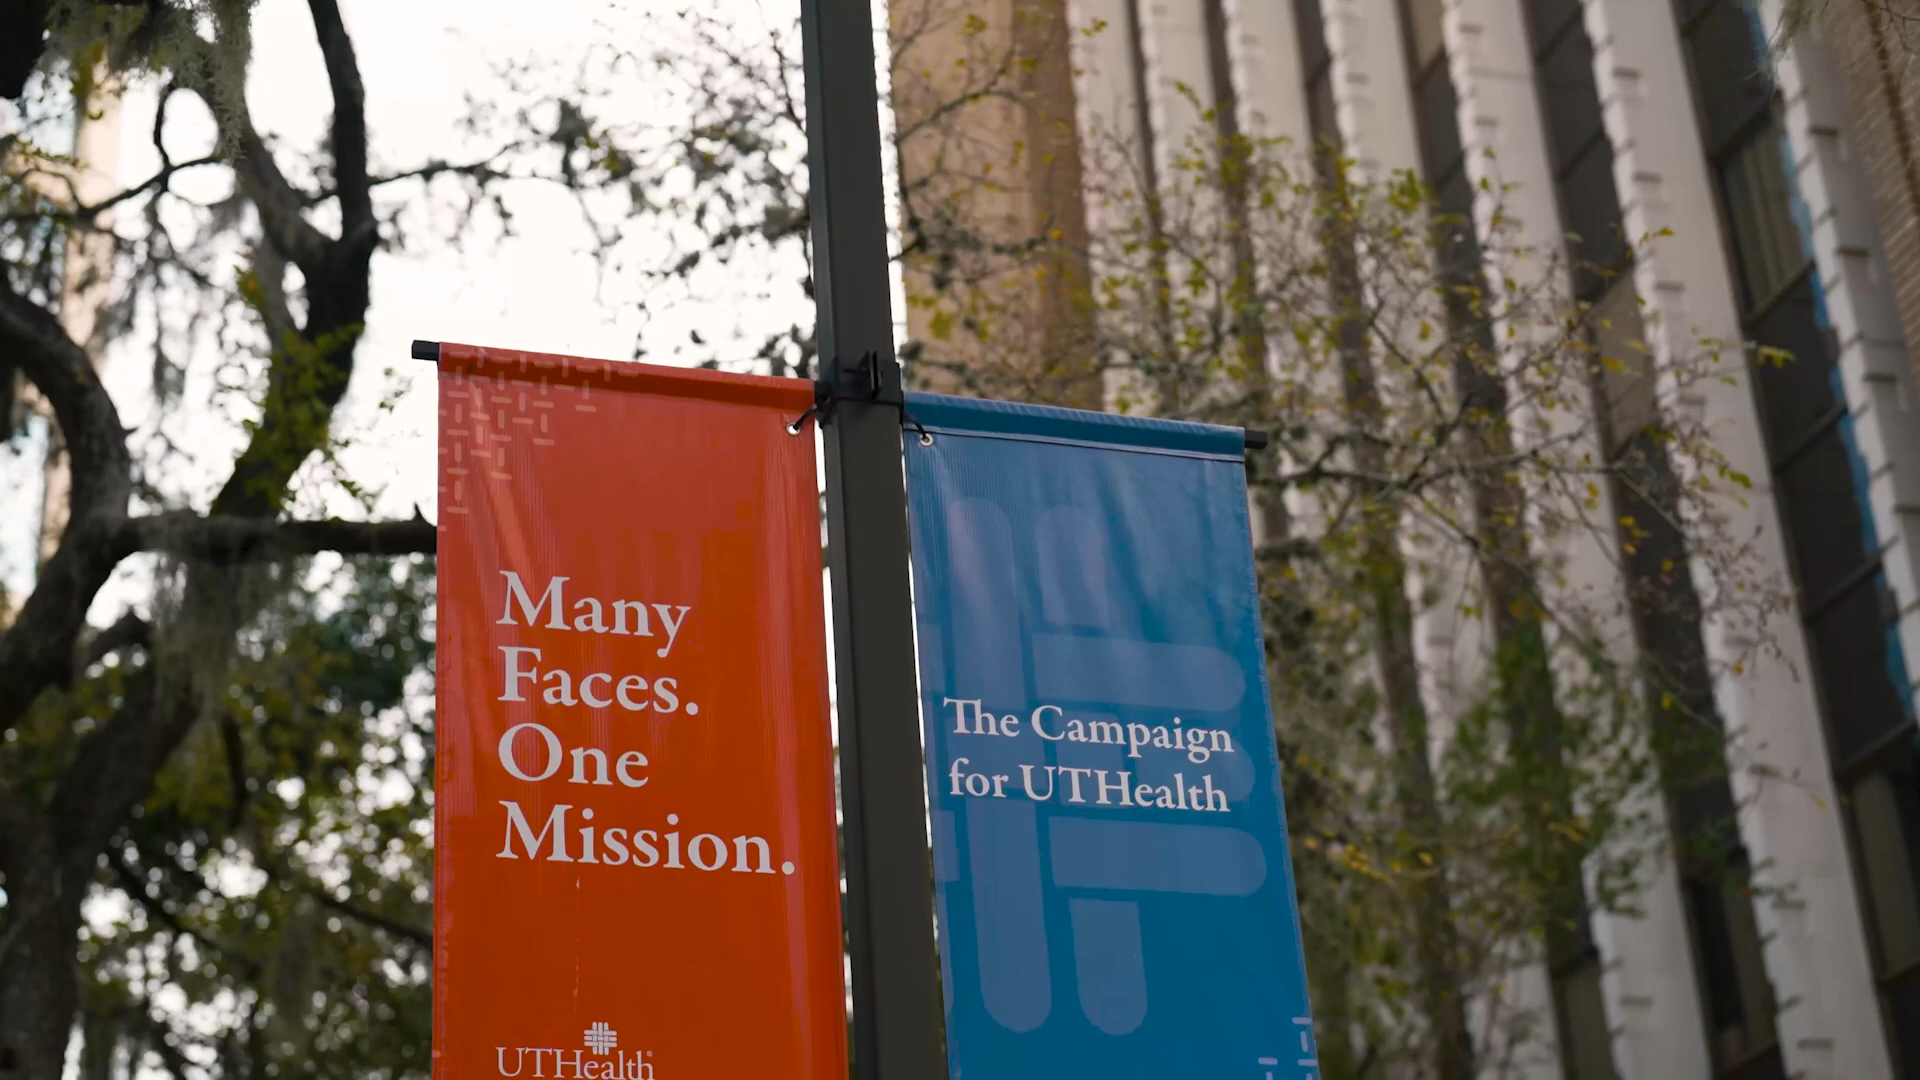 Many
Faces.
One
Mission.
UTHealth
The Campaign
for UTHealth